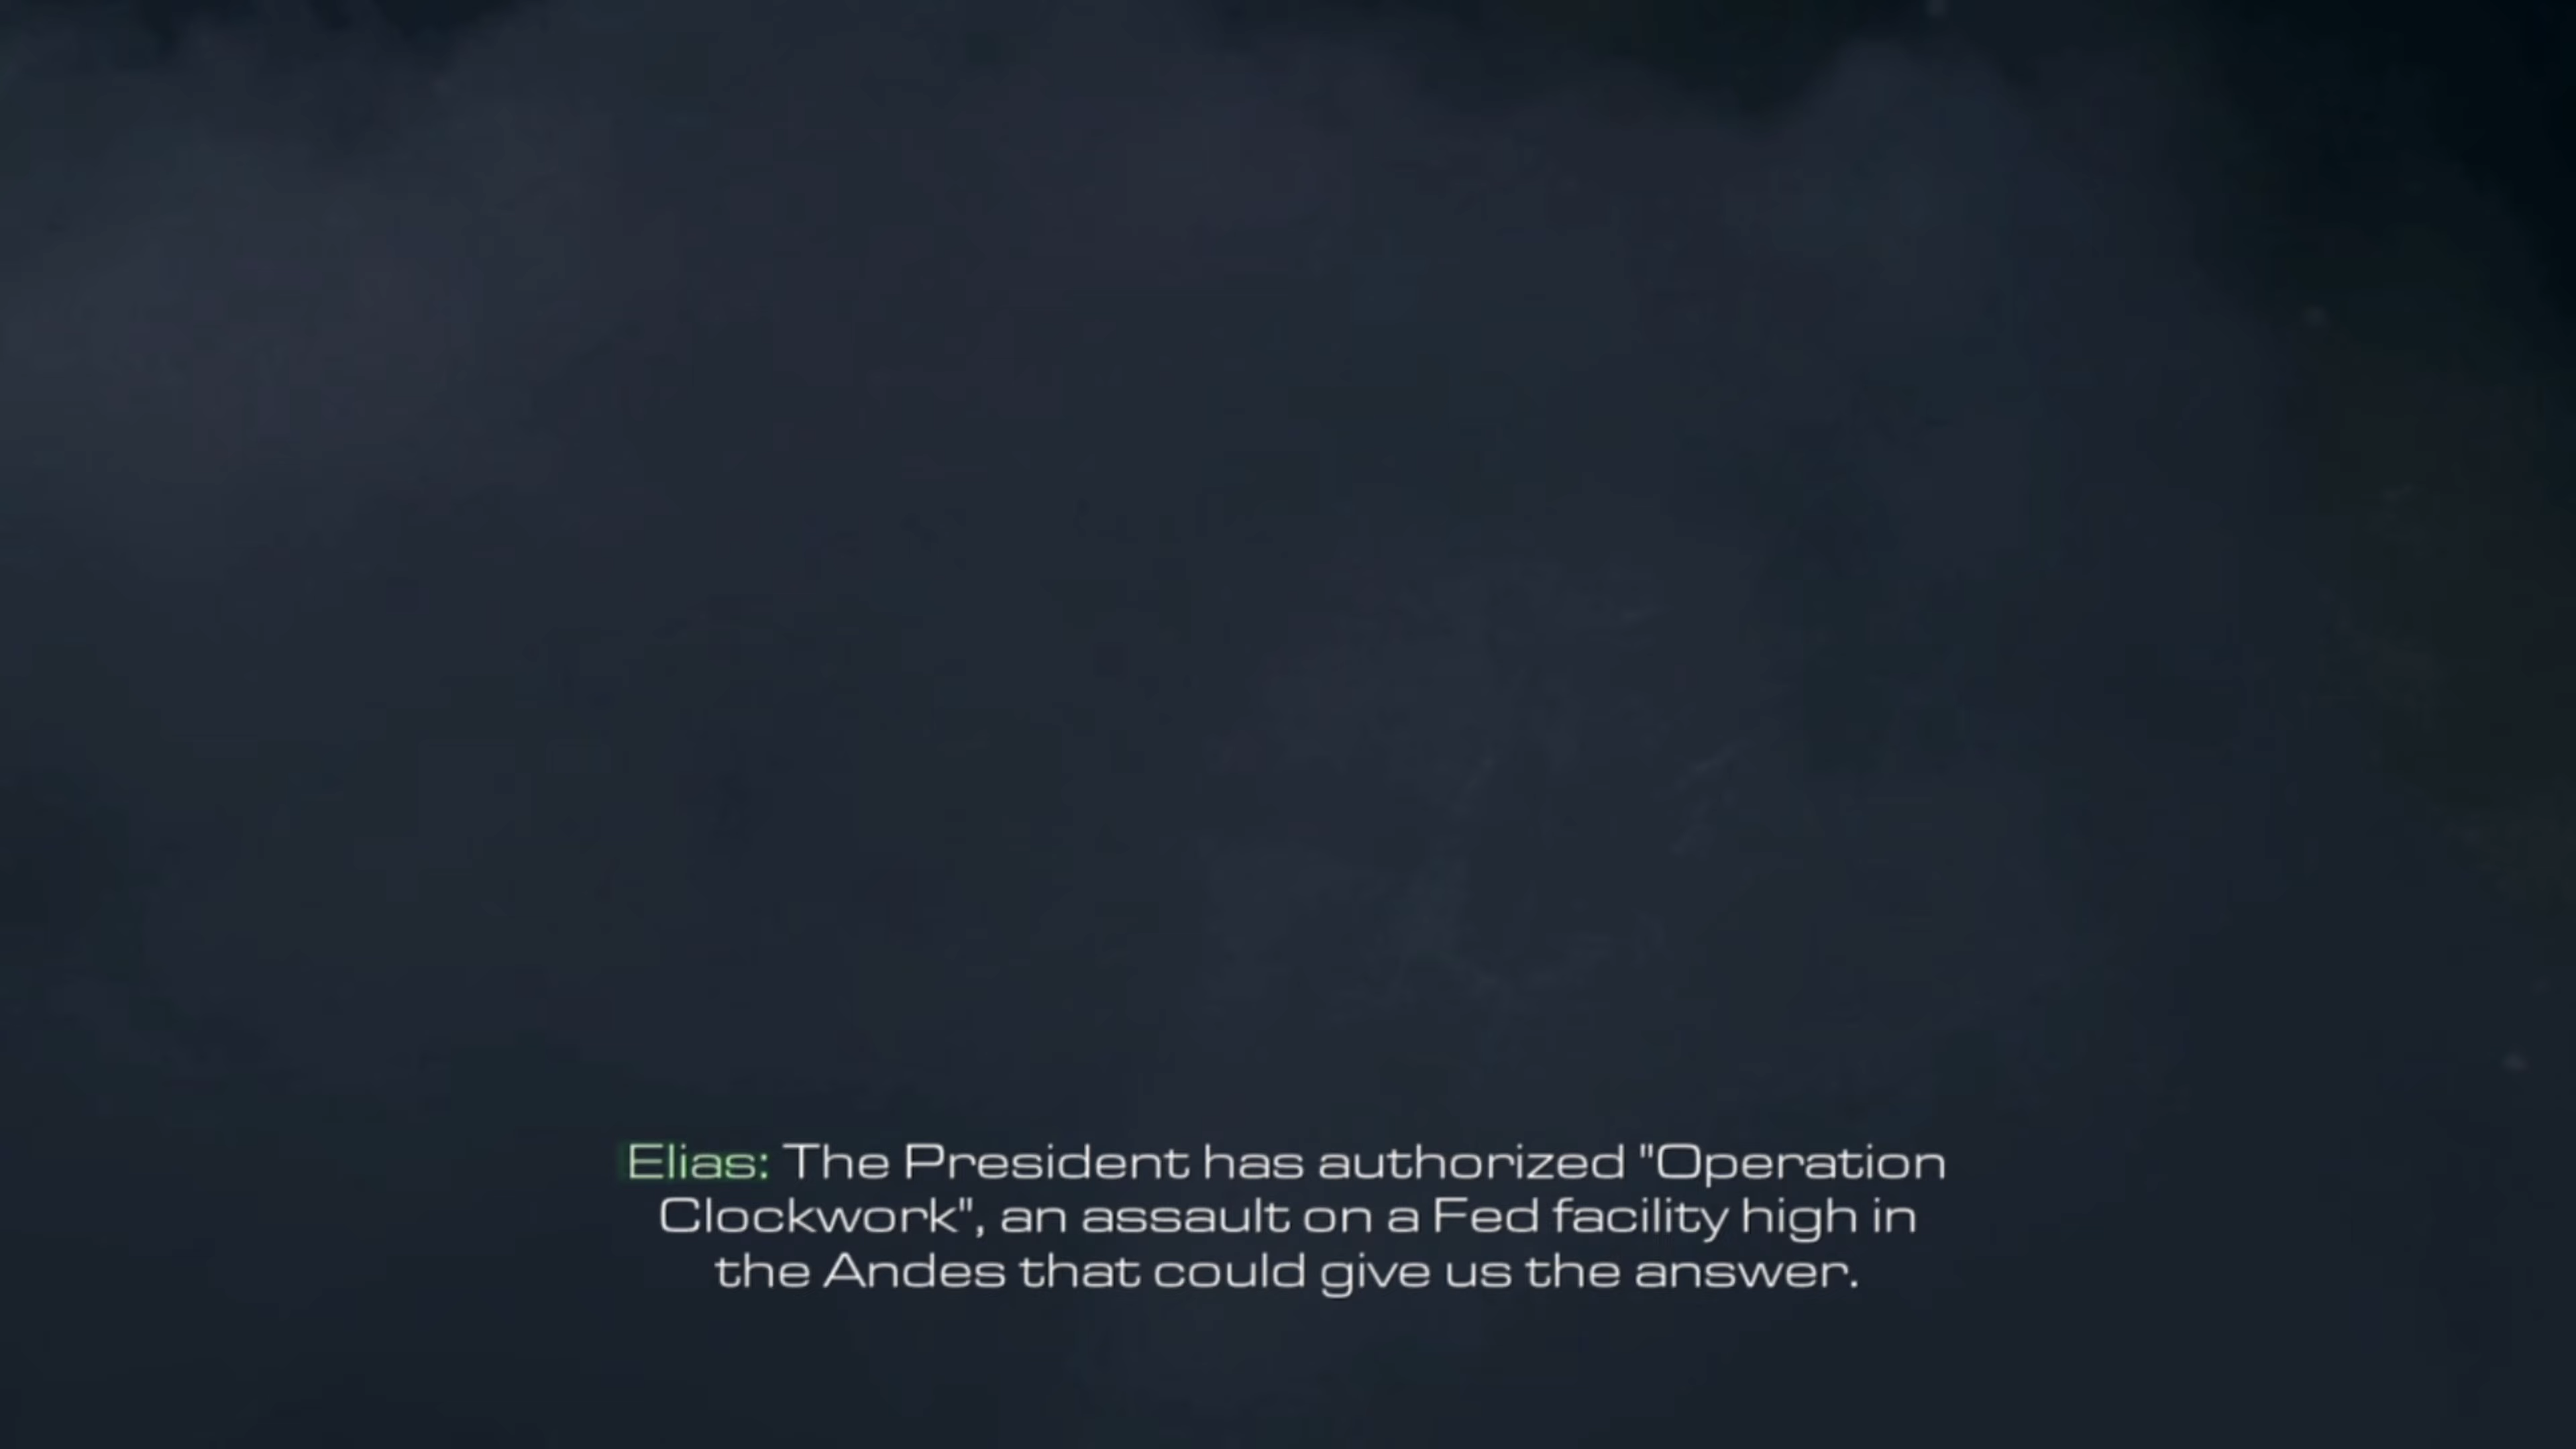 Elias: The President has authorized "Operation
Clockwork", an assault on a Fed facility high in
the Andes that could give us the answer.